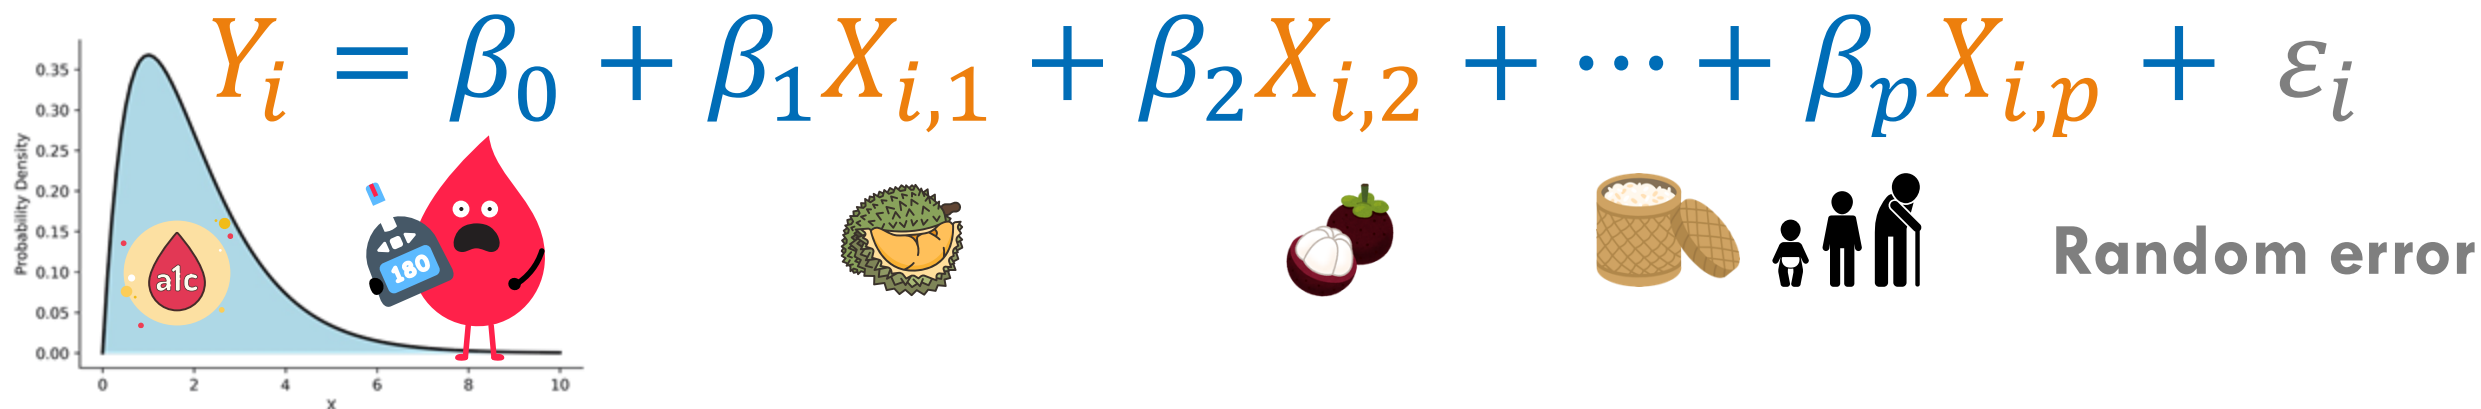 Yᵢ = β₀ + β₁Xᵢ,₁ + β₂Xᵢ,₂ + ⋯ + βₚXᵢ,ₚ + εᵢ
0.35
0.30
0.25
0.20
0.15
0.10
0.05
0.00
Probability Density
a1c
180
Random error
0 2 4 6 8 10
x